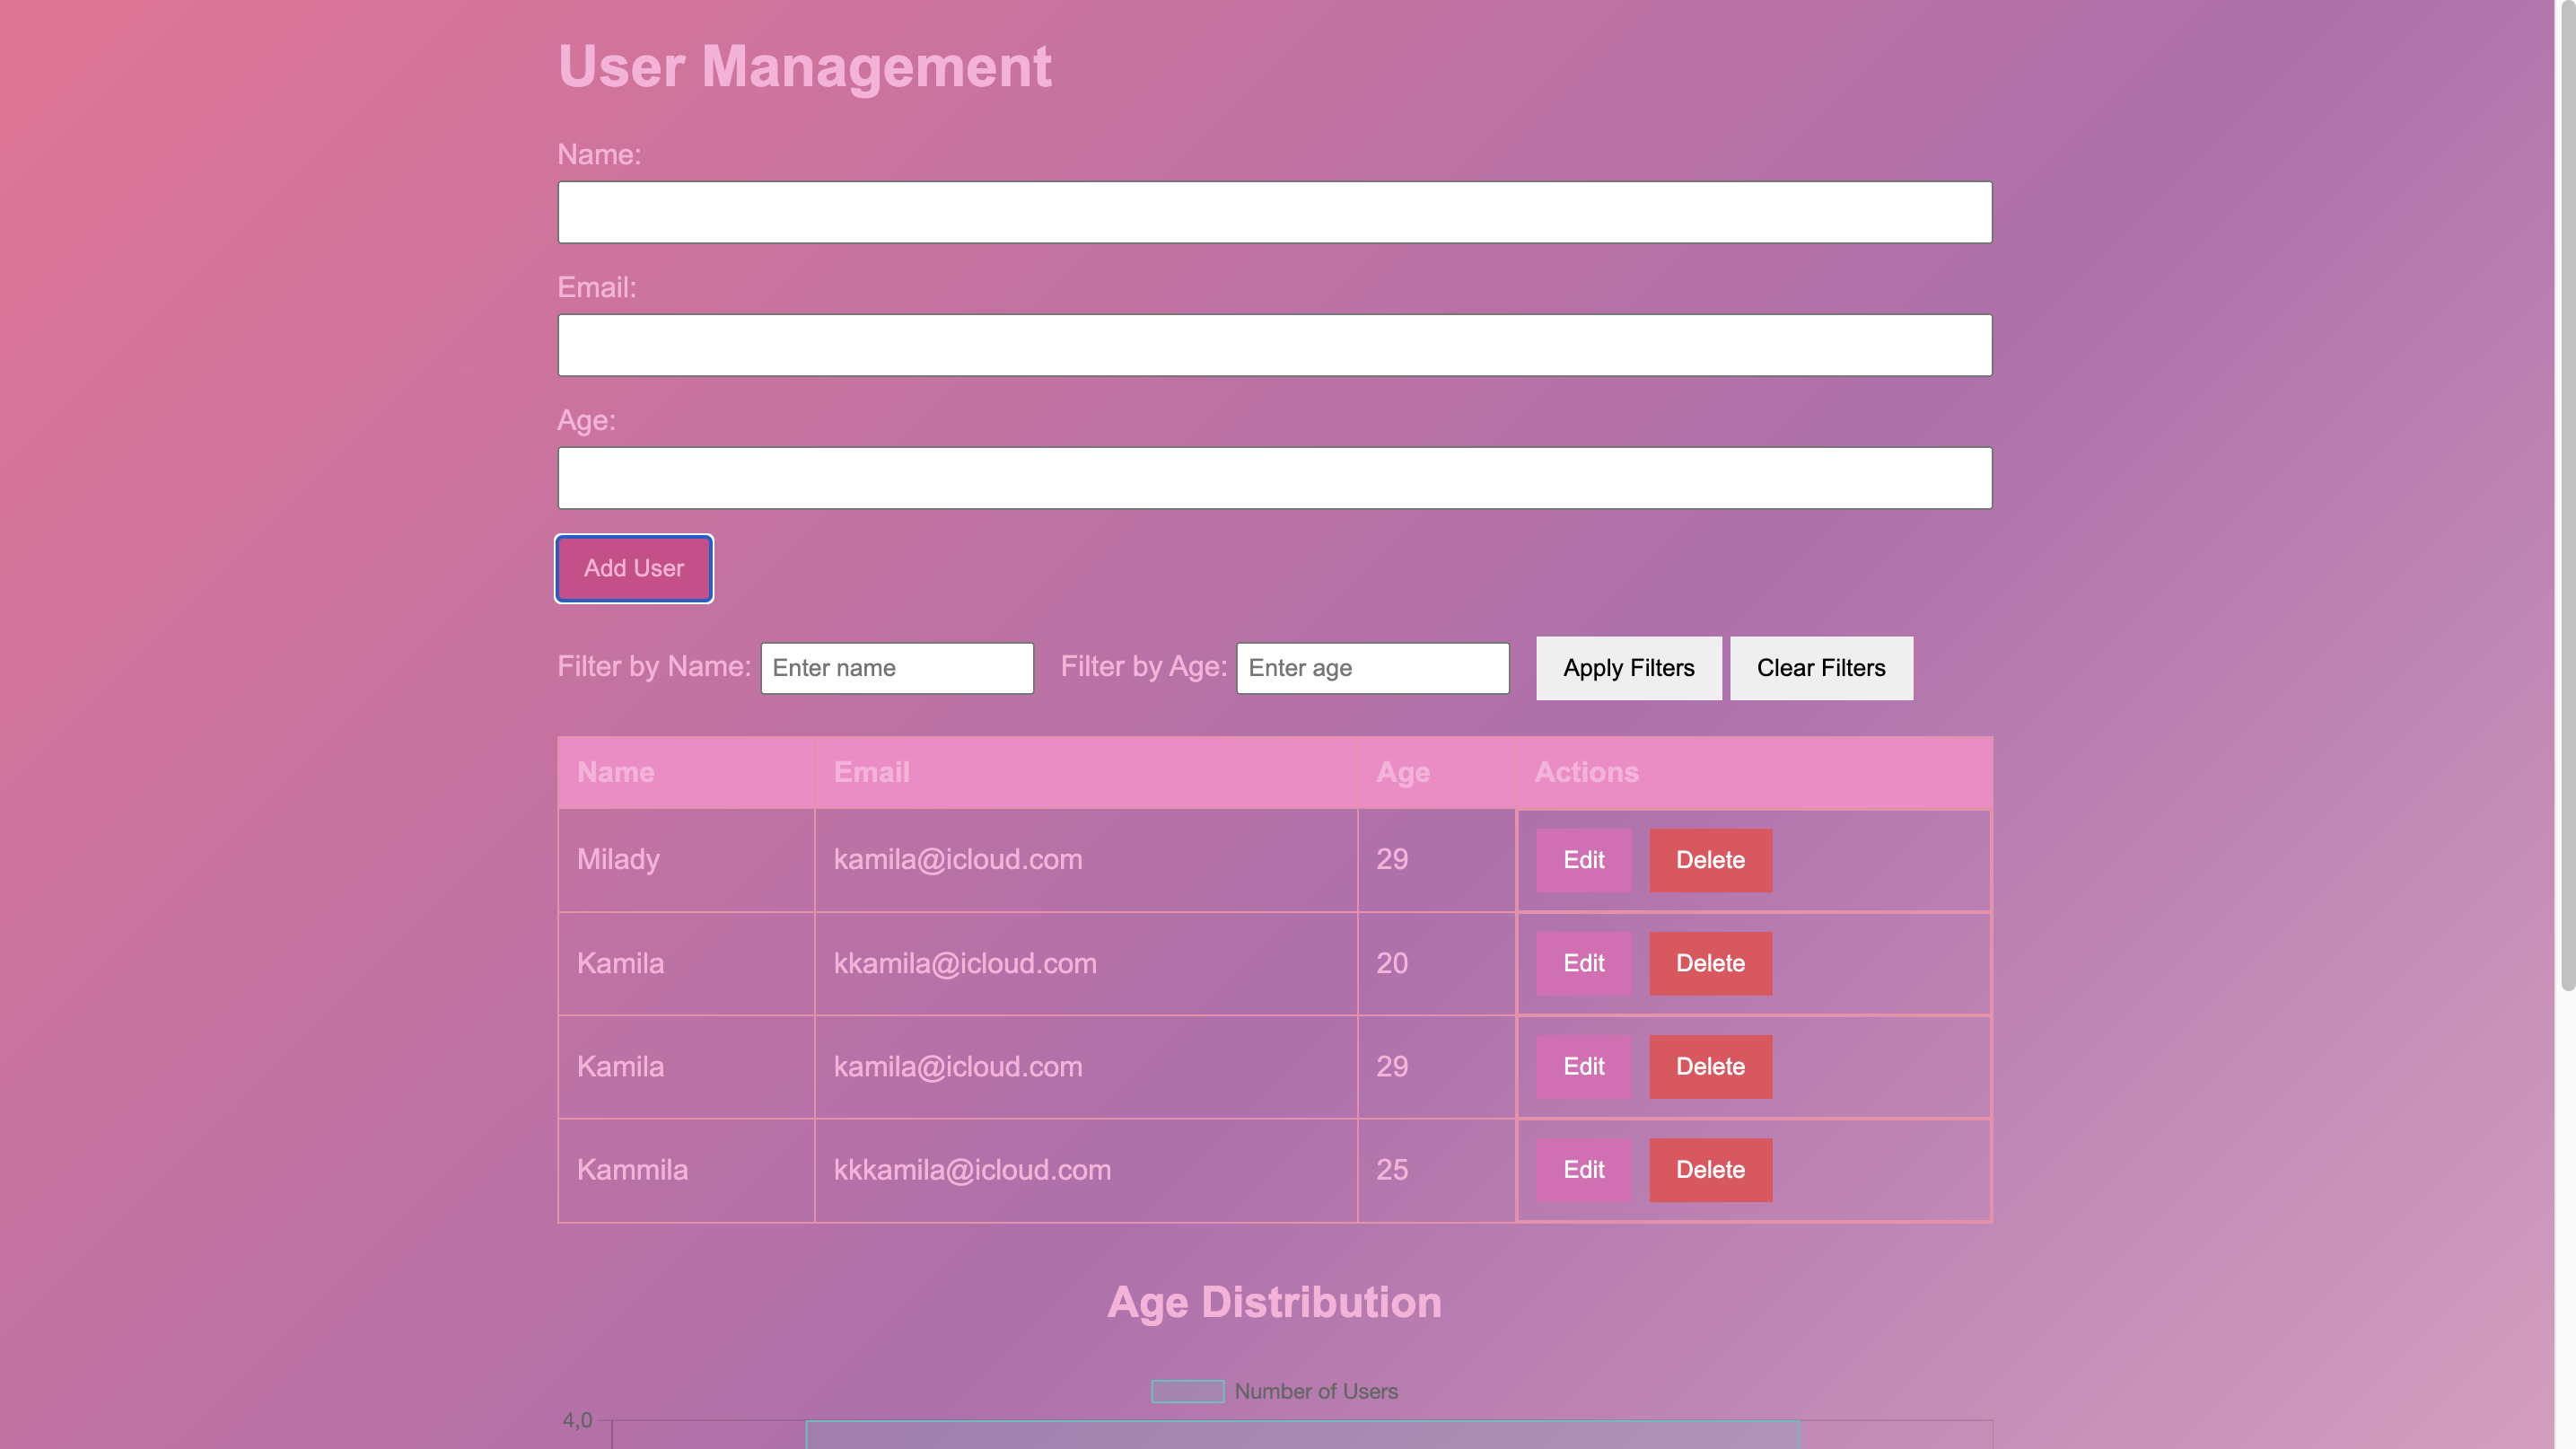 User Management
Name:
Email:
Age:
Add User
Filter by Name: Enter name Filter by Age: Enter age Apply Filters Clear Filters
Name Email Age Actions
Milady kamila@icloud.com 29 Edit Delete
Kamila kkamila@icloud.com 20 Edit Delete
Kamila kamila@icloud.com 29 Edit Delete
Kammila kkkamila@icloud.com 25 Edit Delete
Age Distribution
Number of Users
4,0